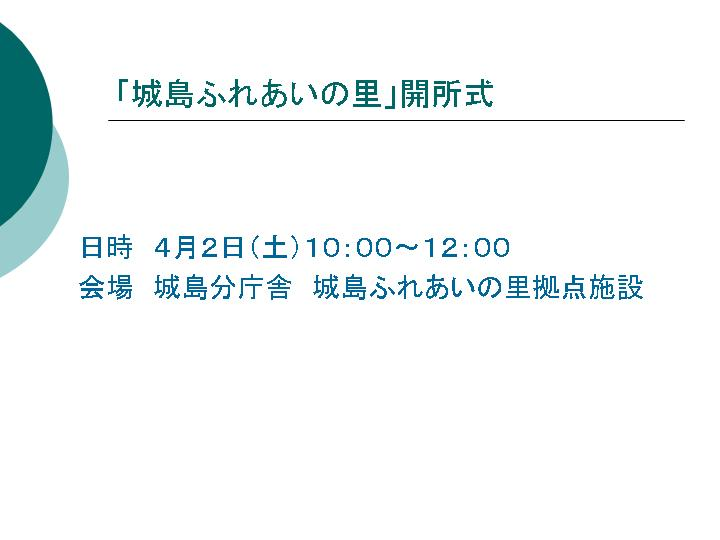 「城島ふれあいの里」開所式
日時　４月２日（土）１０：００～１２：００
会場　城島分庁舎　城島ふれあいの里拠点施設